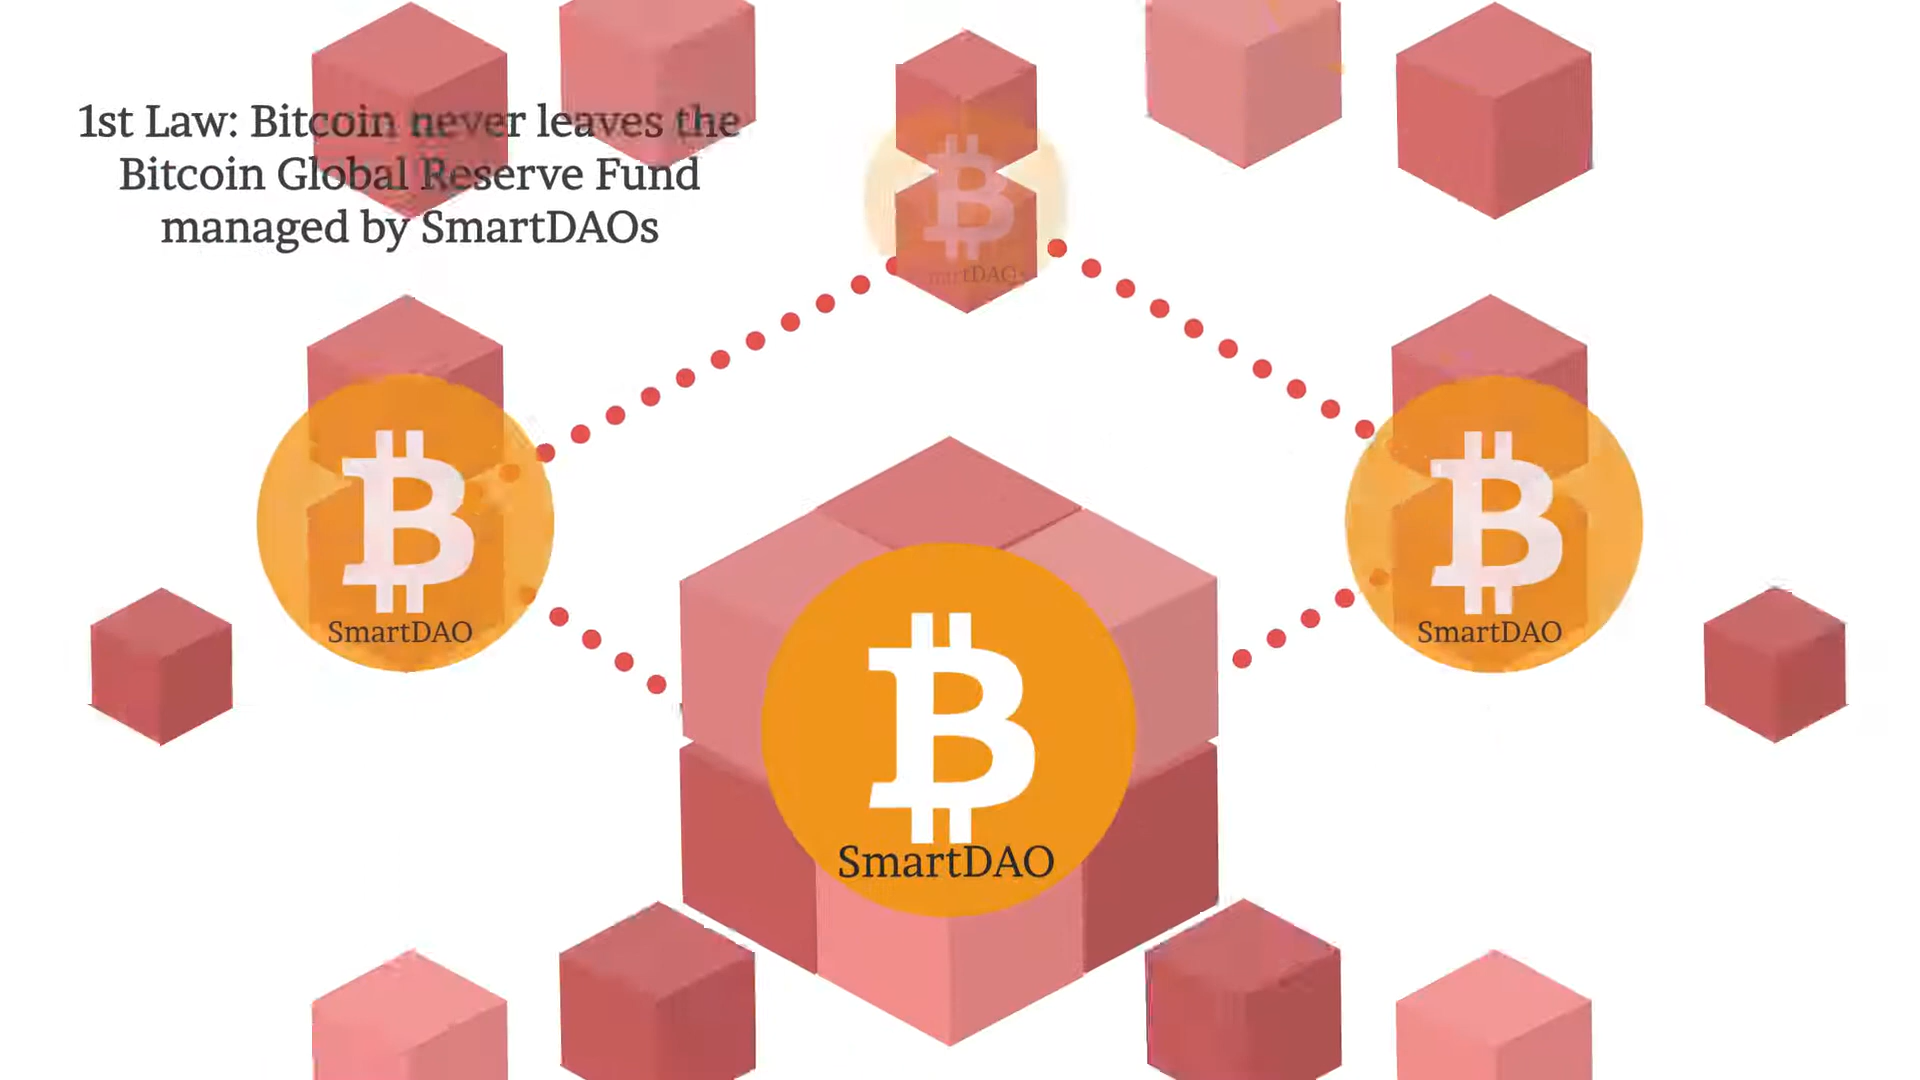 1st Law: Bitcoin never leaves the
Bitcoin Global Reserve Fund
managed by SmartDAOs
SmartDAO
SmartDAO
SmartDAO